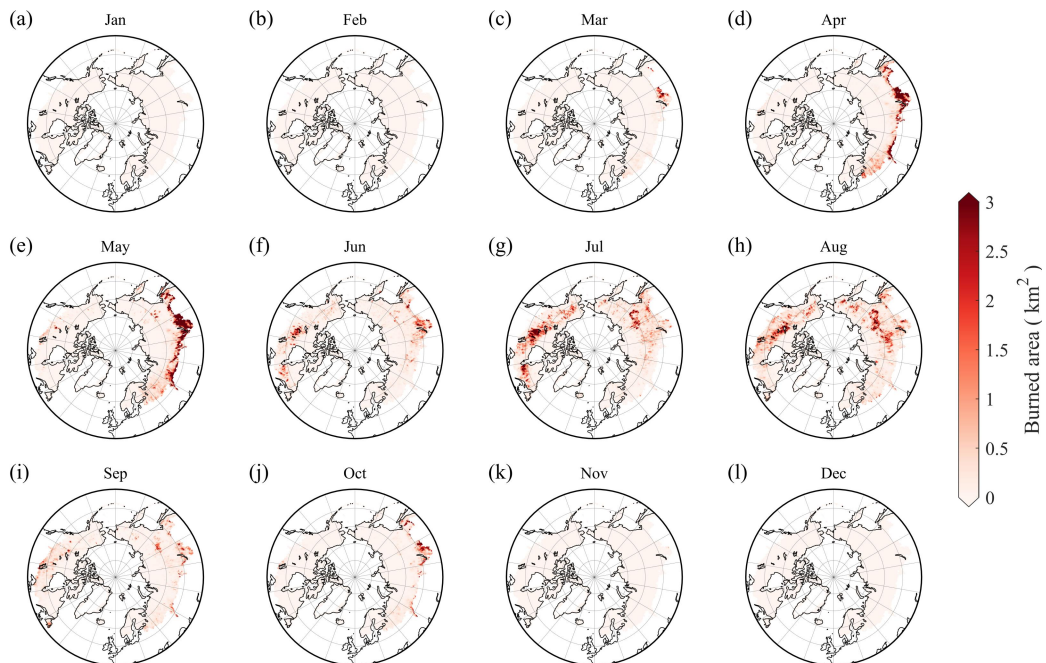 (a) Jan (b) Feb (c) Mar (d) Apr
(e) May (f) Jun (g) Jul (h) Aug
(i) Sep (j) Oct (k) Nov (l) Dec
3
2.5
2
1.5
1
0.5
0
Burned area ( km²)